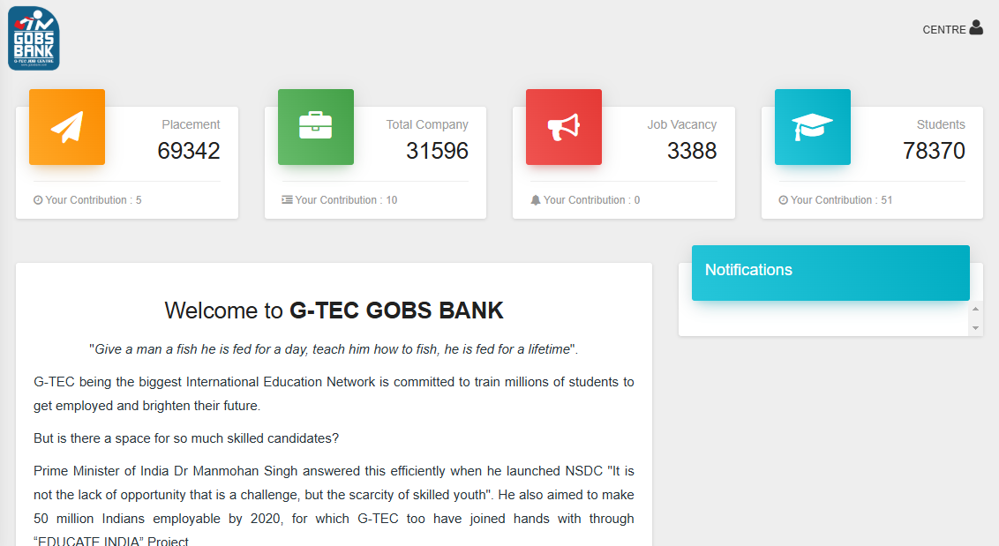 GOBS
BANK
G-TEC JOB CENTRE
CENTRE
Placement
69342
Your Contribution : 5
Total Company
31596
Your Contribution : 10
Job Vacancy
3388
Your Contribution : 0
Students
78370
Your Contribution : 51
Notifications
Welcome to G-TEC GOBS BANK
"Give a man a fish he is fed for a day, teach him how to fish, he is fed for a lifetime".
G-TEC being the biggest International Education Network is committed to train millions of students to
get employed and brighten their future.
But is there a space for so much skilled candidates?
Prime Minister of India Dr Manmohan Singh answered this efficiently when he launched NSDC "It is
not the lack of opportunity that is a challenge, but the scarcity of skilled youth". He also aimed to make
50 million Indians employable by 2020, for which G-TEC too have joined hands with through
“EDUCATE INDIA” Project